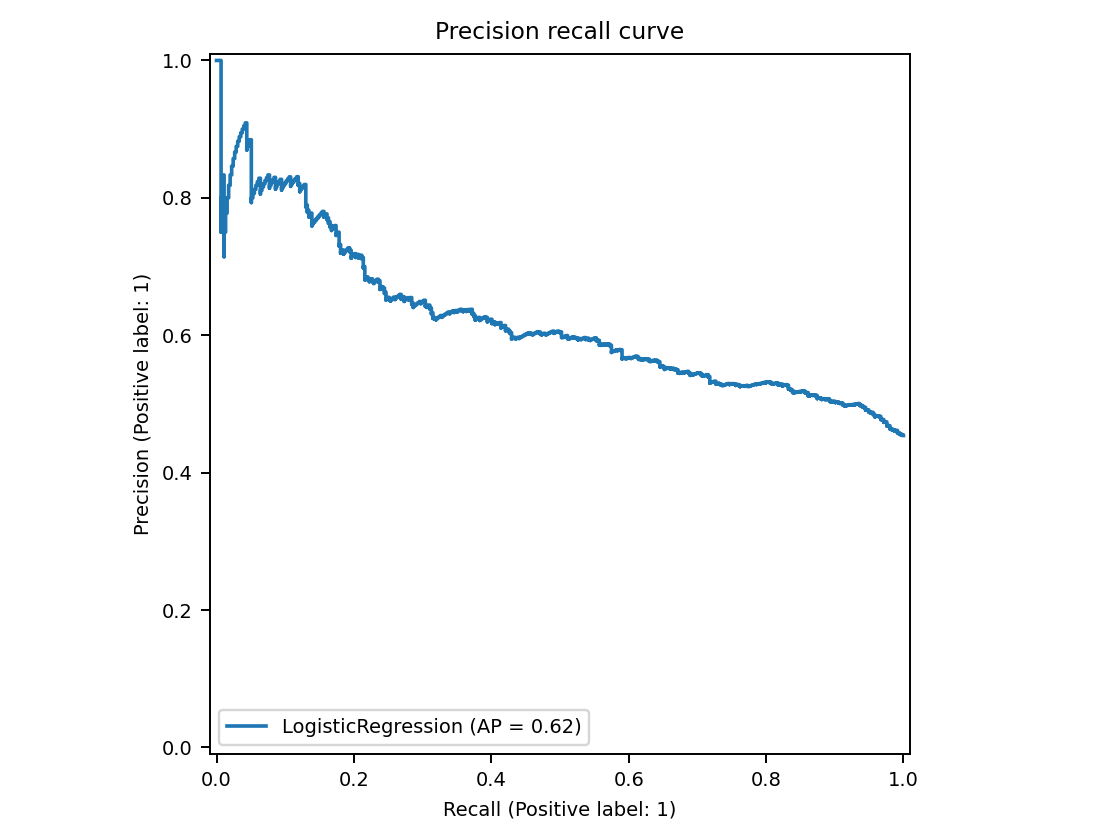 Precision recall curve
1.0
0.8
0.6
0.4
0.2
0.0
Precision (Positive label: 1)
LogisticRegression (AP = 0.62)
0.0 0.2 0.4 0.6 0.8 1.0
Recall (Positive label: 1)